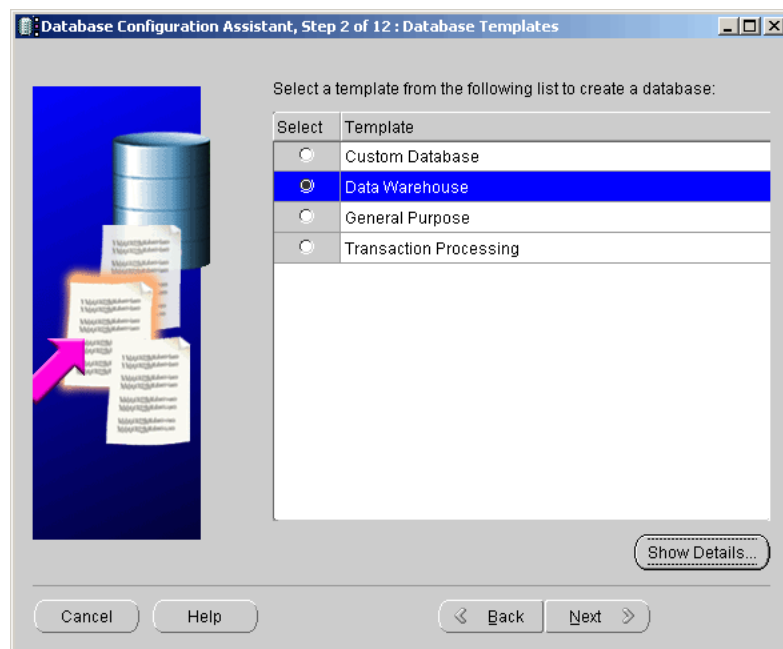 Database Configuration Assistant, Step 2 of 12 : Database Templates
Select a template from the following list to create a database:
Select Template
Custom Database
Data Warehouse
General Purpose
Transaction Processing
Show Details...
Cancel Help Back Next